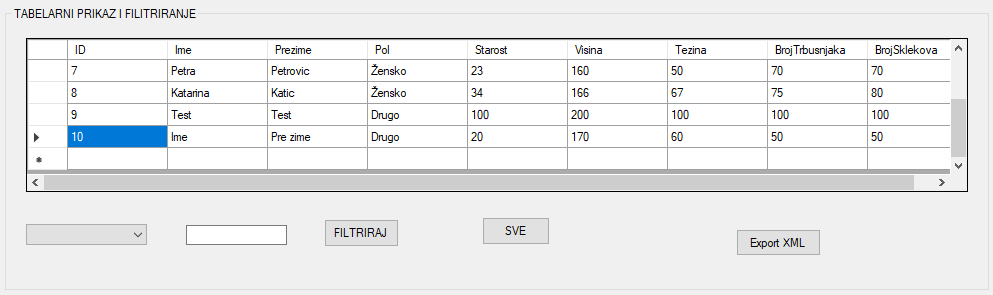 TABELARNI PRIKAZ I FILITRIRANJE
ID Ime Prezime Pol Starost Visina Tezina BrojTrbusnjaka BrojSklekova
7 Petra Petrovic Žensko 23 160 50 70 70
8 Katarina Katic Žensko 34 166 67 75 80
9 Test Test Drugo 100 200 100 100 100
10 Ime Pre zime Drugo 20 170 60 50 50
FILTRIRAJ SVE Export XML